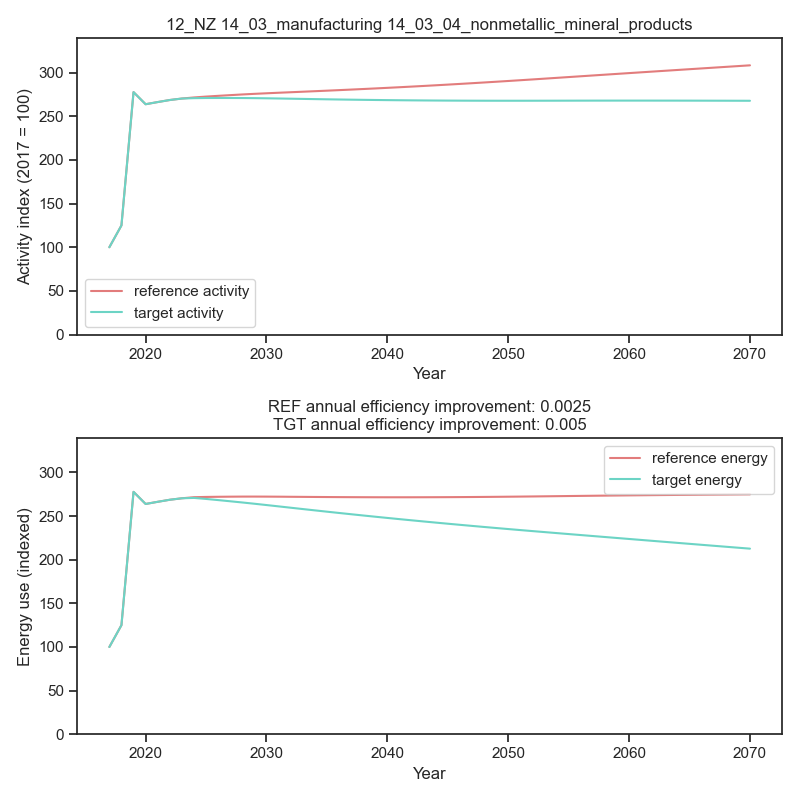 12_NZ 14_03_manufacturing 14_03_04_nonmetallic_mineral_products
Activity index (2017 = 100)
300
250
200
150
100
50
0
reference activity
target activity
2020 2030 2040 2050 2060 2070
Year
REF annual efficiency improvement: 0.0025
TGT annual efficiency improvement: 0.005
Energy use (indexed)
300
250
200
150
100
50
0
reference energy
target energy
2020 2030 2040 2050 2060 2070
Year